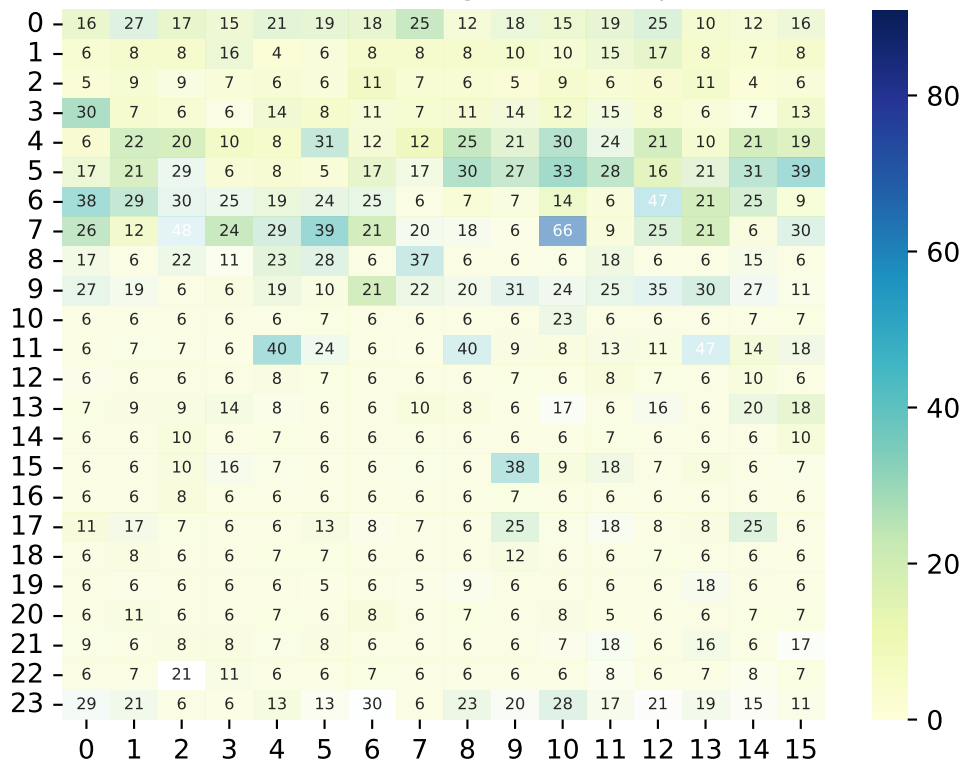 0 16 27 17 15 21 19 18 25 12 18 15 19 25 10 12 16
1 6 8 8 16 4 6 8 8 8 10 10 15 17 8 7 8
80
2 5 9 9 7 6 6 11 7 6 5 9 6 6 11 4 6
3 30 7 6 6 14 8 11 7 11 14 12 15 8 6 7 13
4 6 22 20 10 8 31 12 12 25 21 30 24 21 10 21 19
5 17 21 29 6 8 5 17 17 30 27 33 28 16 21 31 39
6 38 29 30 25 19 24 25 6 7 7 14 6 47 21 25 9
7 26 12 48 24 29 39 21 20 18 6 66 9 25 21 6 30
60
8 17 6 22 11 23 28 6 37 6 6 6 18 6 6 15 6
9 27 19 6 6 19 10 21 22 20 31 24 25 35 30 27 11
10 6 6 6 6 6 7 6 6 6 6 23 6 6 6 7 7
11 6 7 7 6 40 24 6 6 40 9 8 13 11 47 14 18
12 6 6 6 6 8 7 6 6 6 7 6 8 7 6 10 6
13 7 9 9 14 8 6 6 10 8 6 17 6 16 6 20 18
40
14 6 6 10 6 7 6 6 6 6 6 6 7 6 6 6 10
15 6 6 10 16 7 6 6 6 6 38 9 18 7 9 6 7
16 6 6 8 6 6 6 6 6 6 7 6 6 6 6 6 6
17 11 17 7 6 6 13 8 7 6 25 8 18 8 8 25 6
18 6 8 6 6 7 7 6 6 6 12 6 6 7 6 6 6
20
19 6 6 6 6 6 5 6 5 9 6 6 6 6 18 6 6
20 6 11 6 6 7 6 8 6 7 6 8 5 6 6 7 7
21 9 6 8 8 7 8 6 6 6 6 7 18 6 16 6 17
22 6 7 21 11 6 6 7 6 6 6 6 8 6 7 8 7
23 29 21 6 6 13 13 30 6 23 20 28 17 21 19 15 11
0
0 1 2 3 4 5 6 7 8 9 10 11 12 13 14 15